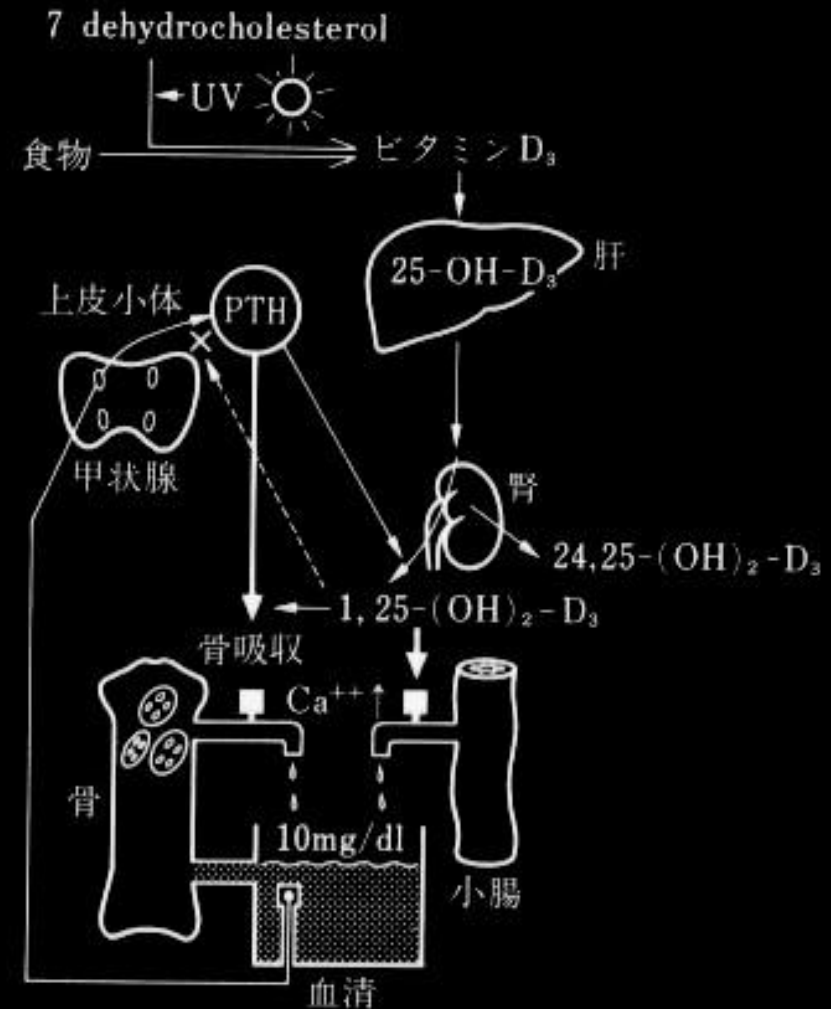 7 dehydrocholesterol
UV
食物
ビタミンD₃
25-OH-D₃
肝
上皮小体
PTH
甲状腺
腎
24,25-(OH)₂-D₃
1,25-(OH)₂-D₃
骨吸収
Ca⁺⁺↑
骨
10mg/dl
小腸
血清